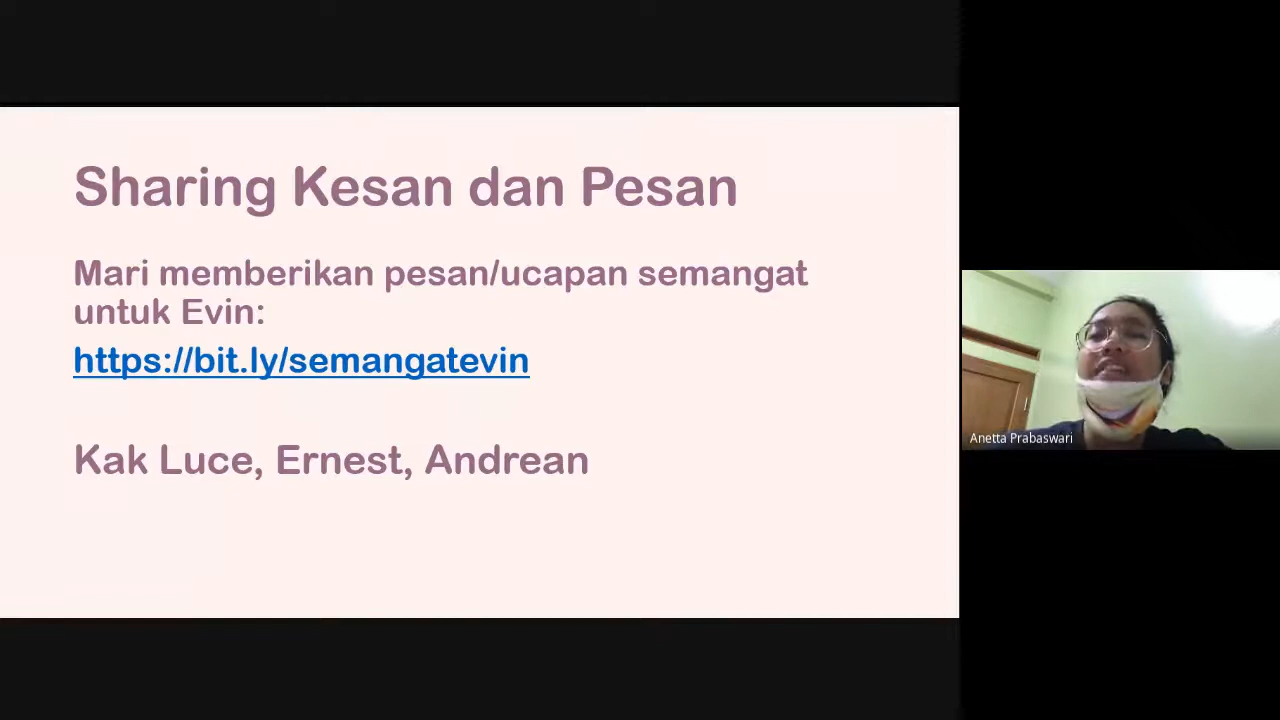 Sharing Kesan dan Pesan
Mari memberikan pesan/ucapan semangat
untuk Evin:
https://bit.ly/semangatevin
Kak Luce, Ernest, Andrean
Anetta Prabaswari